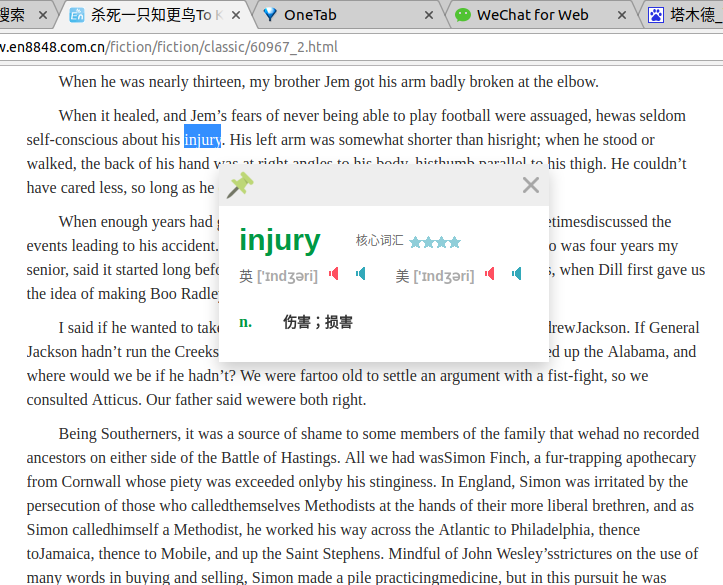 搜索
杀死一只知更鸟To K
OneTab
WeChat for Web
塔木德_
w.en8848.com.cn/fiction/fiction/classic/60967_2.html
When he was nearly thirteen, my brother Jem got his arm badly broken at the elbow.
When it healed, and Jem’s fears of never being able to play football were assuaged, hewas seldom
self-conscious about his injury. His left arm was somewhat shorter than hisright; when he stood or
walked, the back of his hand was at right angles to his body, histhumb parallel to his thigh. He couldn’t
have cared less, so long as he
When enough years had etimesdiscussed the
events leading to his accident. o was four years my
senior, said it started long befo s, when Dill first gave us
the idea of making Boo Radley
I said if he wanted to take drewJackson. If General
Jackson hadn’t run the Creeks ed up the Alabama, and
where would we be if he hadn’t? We were fartoo old to settle an argument with a fist-fight, so we
consulted Atticus. Our father said wewere both right.
Being Southerners, it was a source of shame to some members of the family that wehad no recorded
ancestors on either side of the Battle of Hastings. All we had wasSimon Finch, a fur-trapping apothecary
from Cornwall whose piety was exceeded onlyby his stinginess. In England, Simon was irritated by the
persecution of those who calledthemselves Methodists at the hands of their more liberal brethren, and as
Simon calledhimself a Methodist, he worked his way across the Atlantic to Philadelphia, thence
toJamaica, thence to Mobile, and up the Saint Stephens. Mindful of John Wesley’sstrictures on the use of
many words in buying and selling, Simon made a pile practicingmedicine, but in this pursuit he was
injury 核心词汇
英 ['ɪndʒəri] 美 ['ɪndʒəri]
n. 伤害；损害